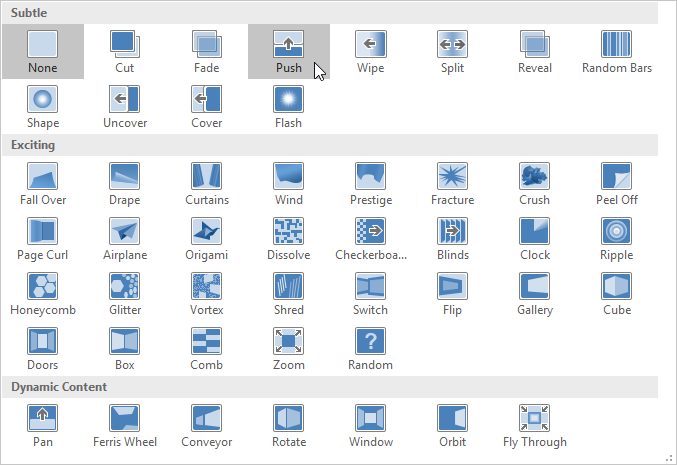 Subtle
None Cut Fade Push Wipe Split Reveal Random Bars
Shape Uncover Cover Flash
Exciting
Fall Over Drape Curtains Wind Prestige Fracture Crush Peel Off
Page Curl Airplane Origami Dissolve Checkerboa... Blinds Clock Ripple
Honeycomb Glitter Vortex Shred Switch Flip Gallery Cube
?
Doors Box Comb Zoom Random
Dynamic Content
Pan Ferris Wheel Conveyor Rotate Window Orbit Fly Through